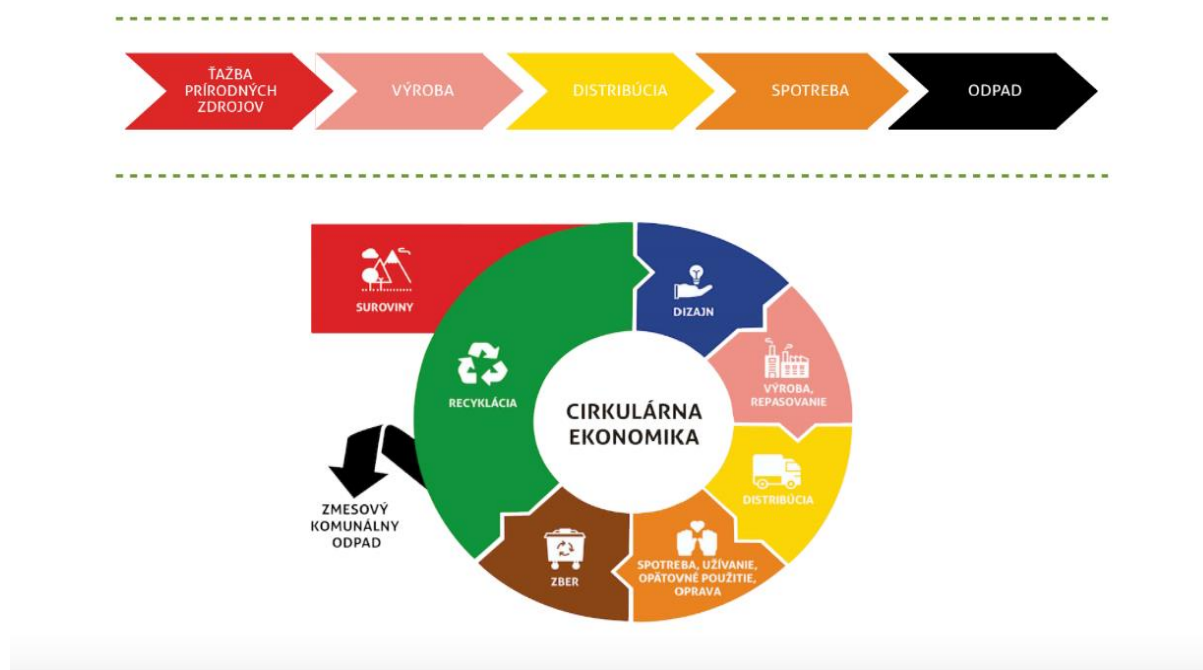 ŤAŽBA
PRÍRODNÝCH
ZDROJOV
VÝROBA
DISTRIBÚCIA
SPOTREBA
ODPAD
SUROVINY
DIZAJN
VÝROBA,
REPASOVANIE
RECYKLÁCIA
CIRKULÁRNA
EKONOMIKA
DISTRIBÚCIA
ZMESOVÝ
KOMUNÁLNY
ODPAD
ZBER
SPOTREBA, UŽÍVANIE,
OPÄTOVNÉ POUŽITIE,
OPRAVA